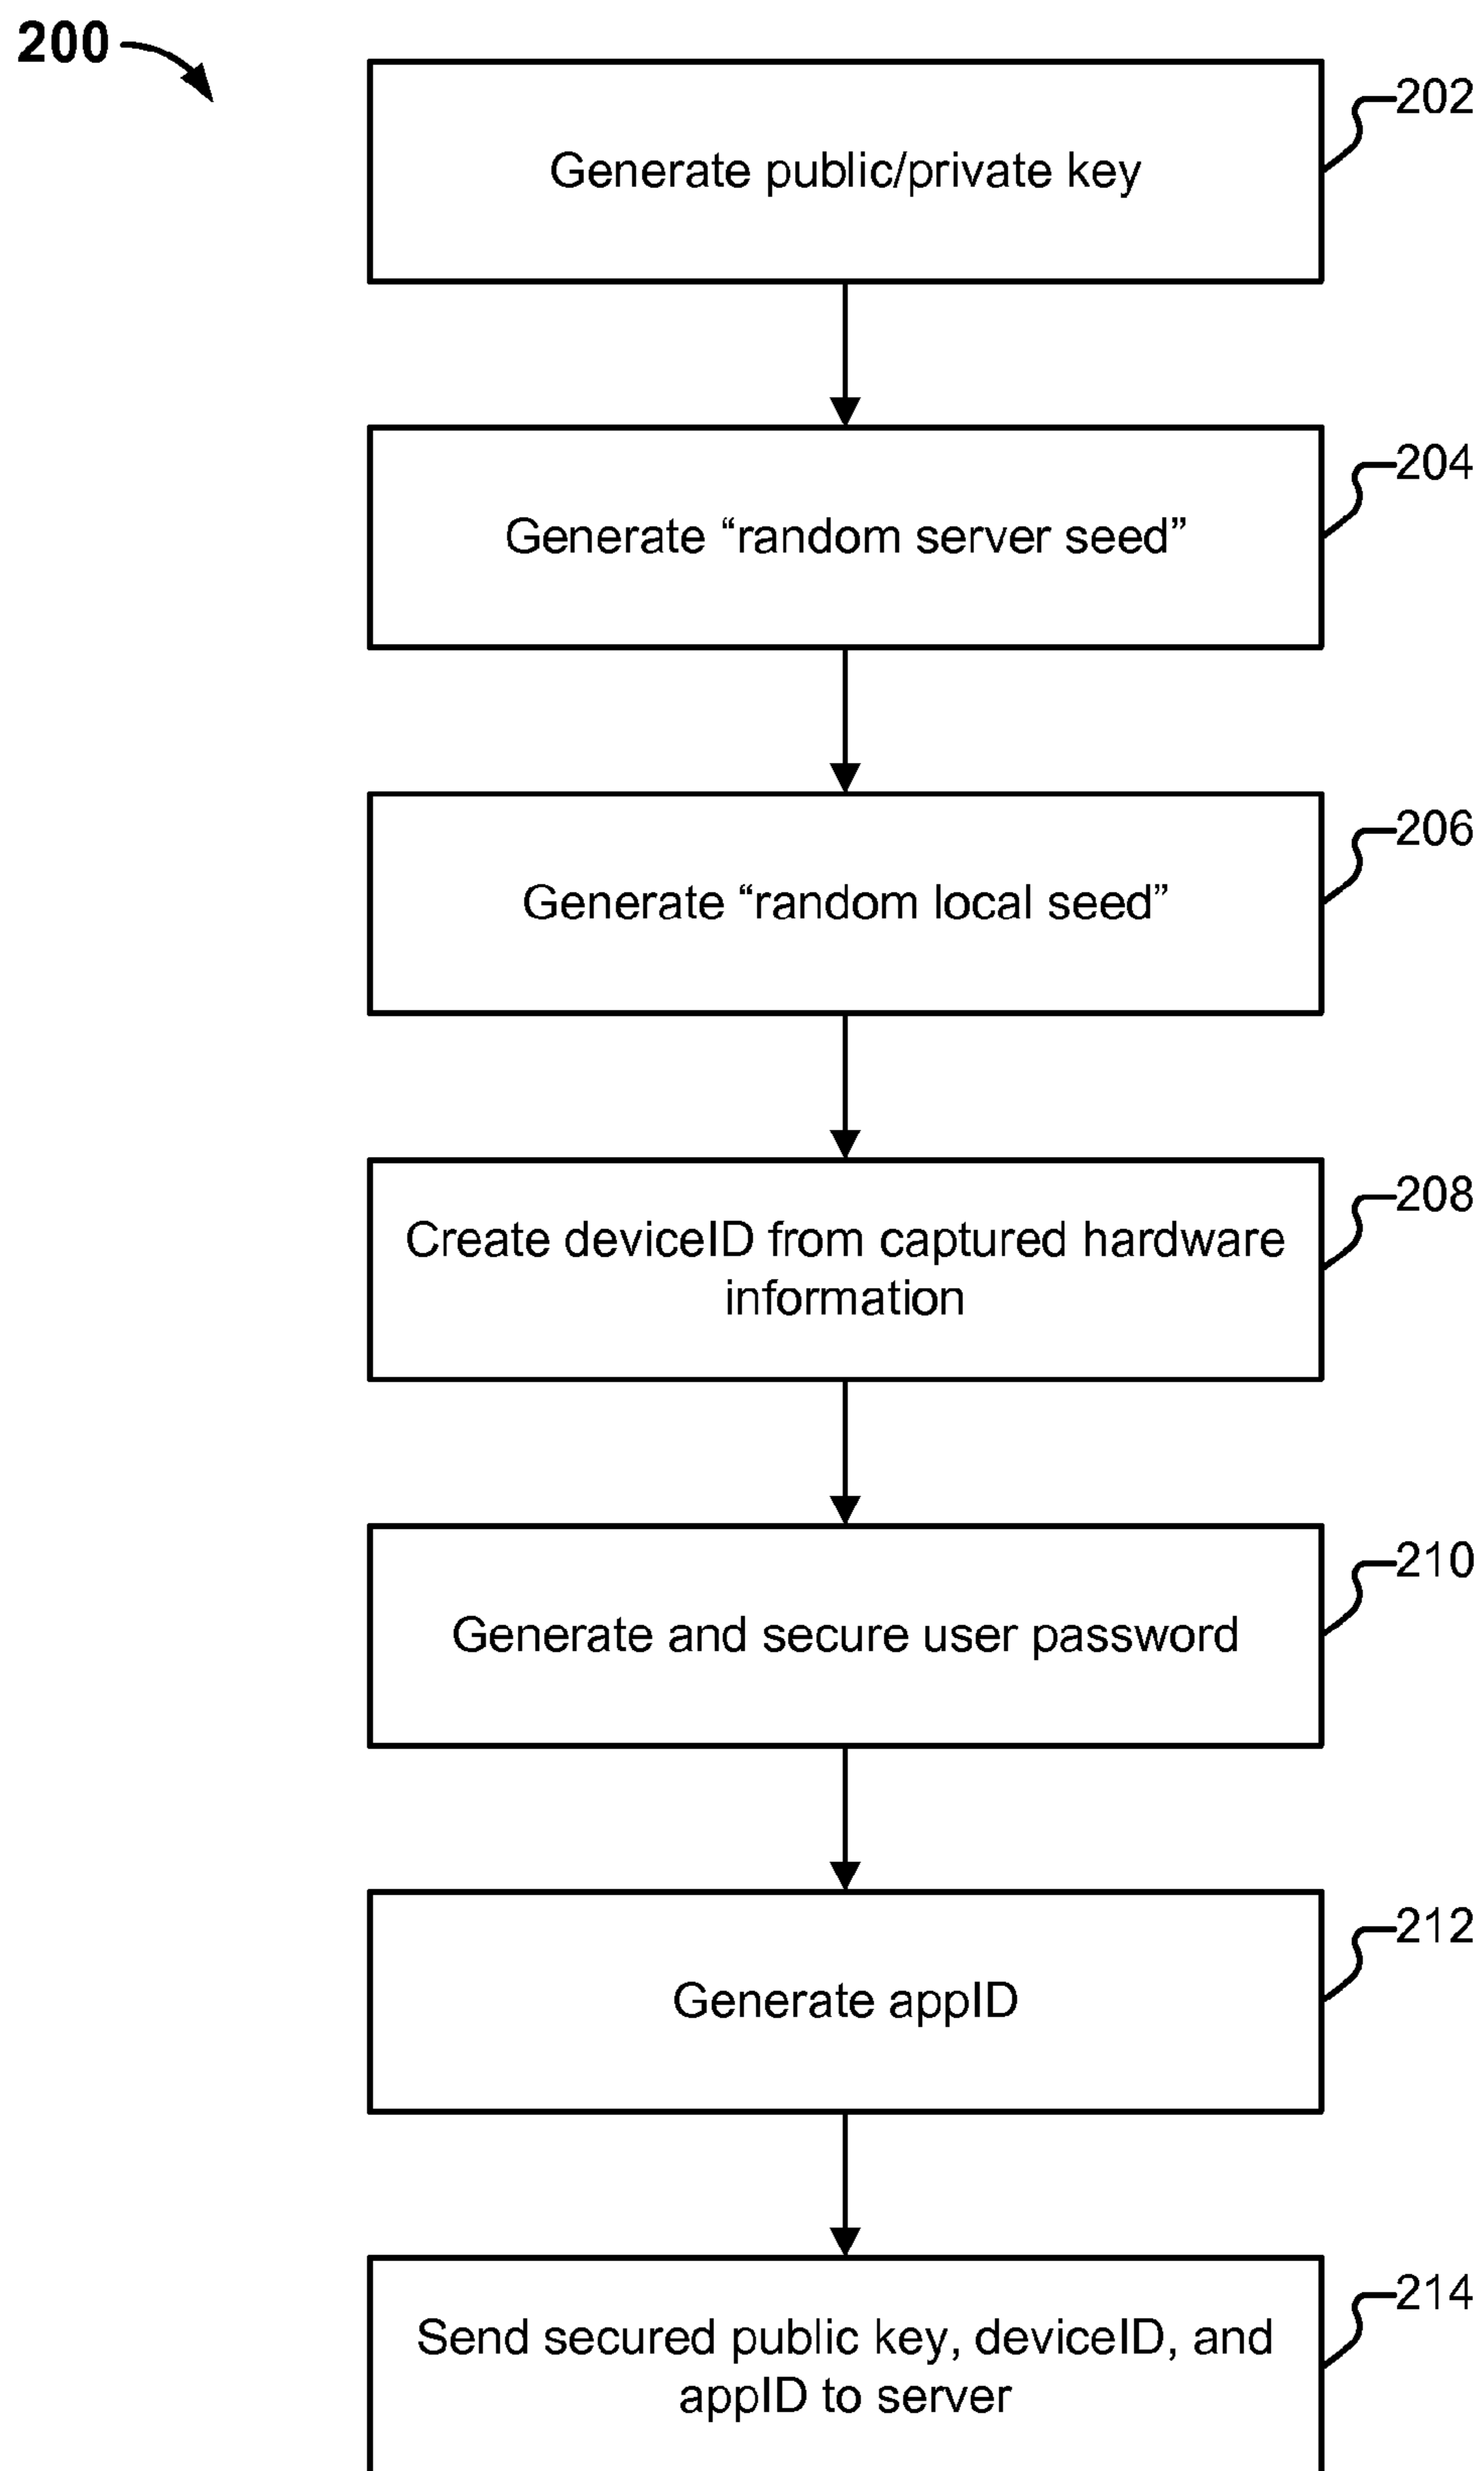 200
202
Generate public/private key
204
Generate “random server seed”
206
Generate “random local seed”
208
Create deviceID from captured hardware
information
210
Generate and secure user password
212
Generate appID
214
Send secured public key, deviceID, and
appID to server